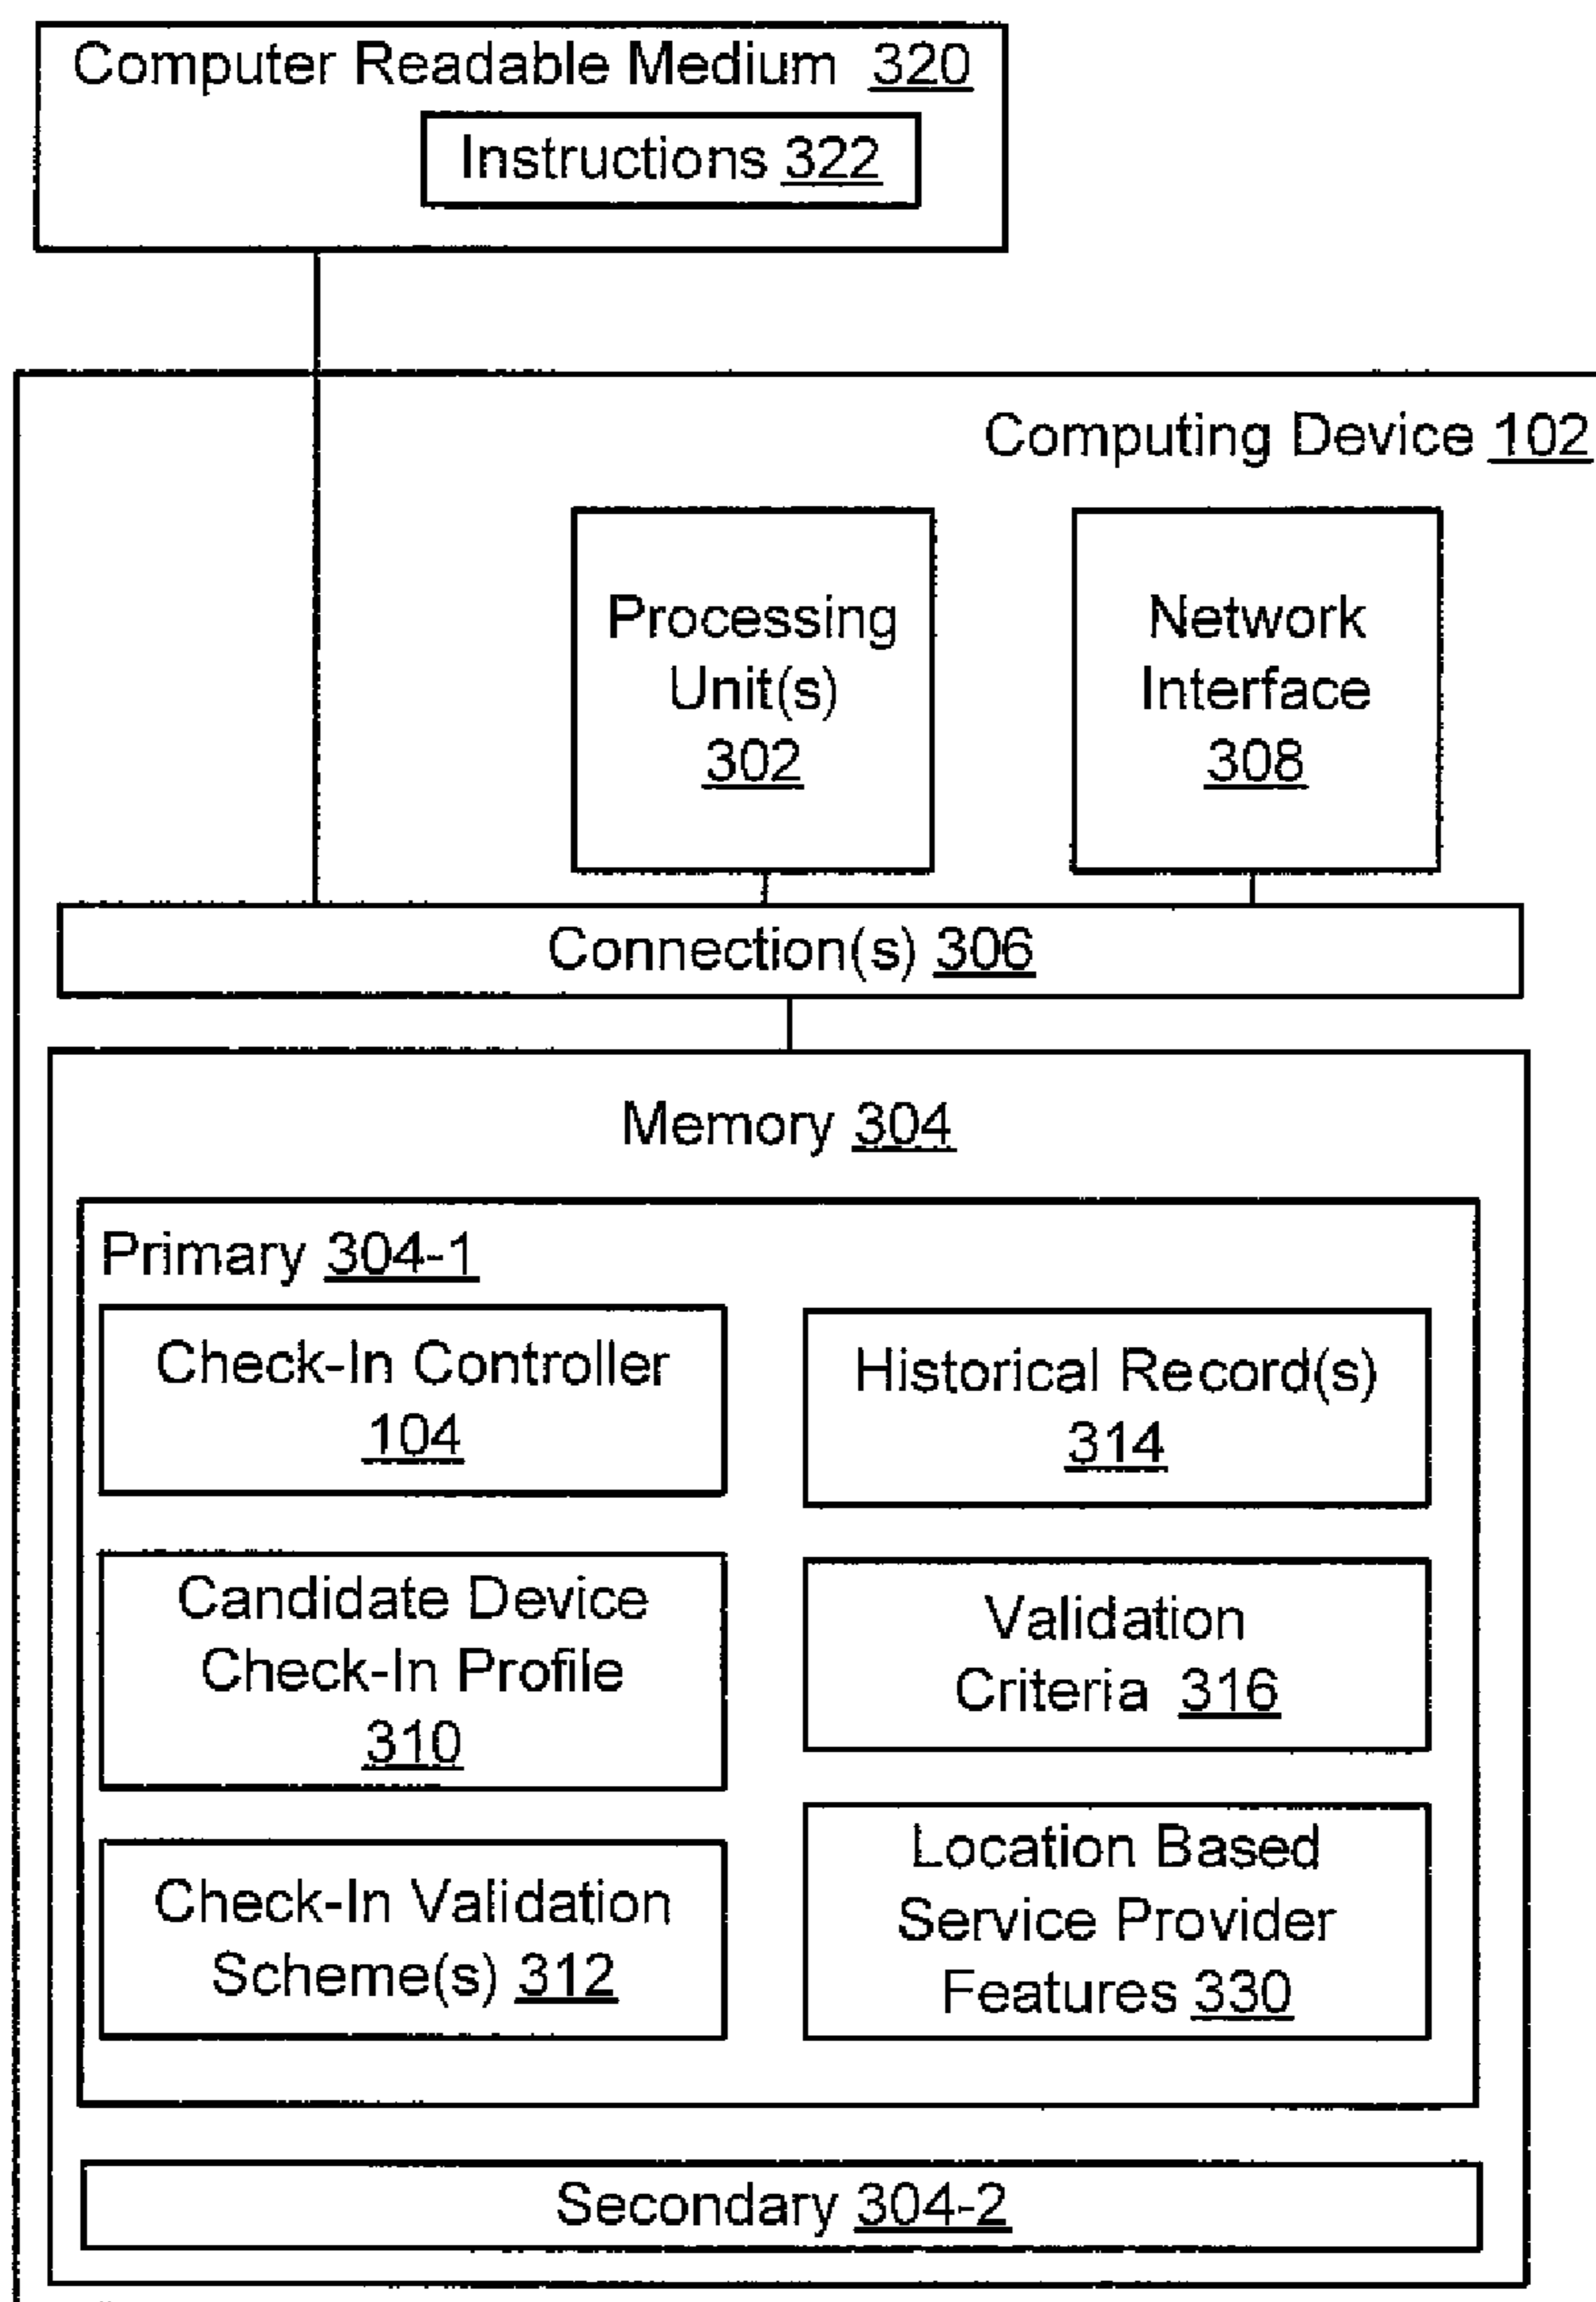 Computer Readable Medium 320
Instructions 322
Computing Device 102
Processing
Unit(s)
302
Network
Interface
308
Connection(s) 306
Memory 304
Primary 304-1
Check-In Controller
104
Historical Record(s)
314
Candidate Device
Check-In Profile
310
Validation
Criteria 316
Check-In Validation
Scheme(s) 312
Location Based
Service Provider
Features 330
Secondary 304-2